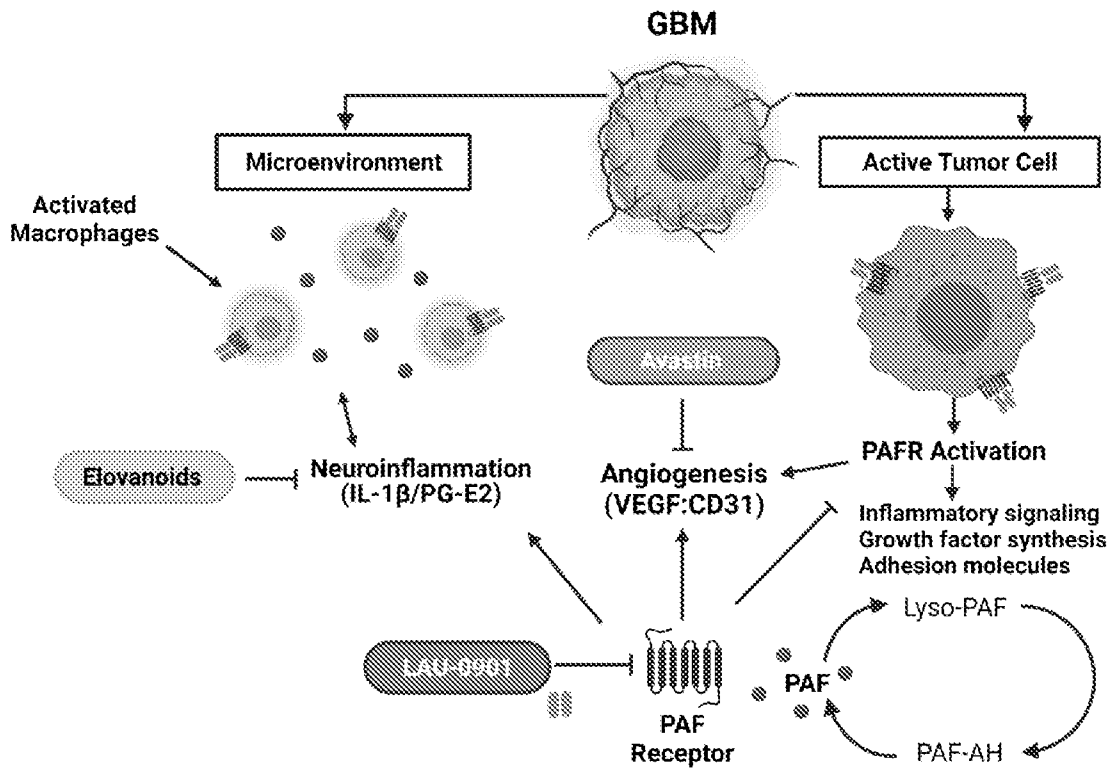 GBM
Microenvironment
Active Tumor Cell
Activated
Macrophages
Avastin
Elovanoids
Neuroinflammation
(IL-1β/PG-E2)
Angiogenesis
(VEGF:CD31)
PAFR Activation
Inflammatory signaling
Growth factor synthesis
Adhesion molecules
Lyso-PAF
LAU-0901
PAF
PAF
Receptor
PAF-AH